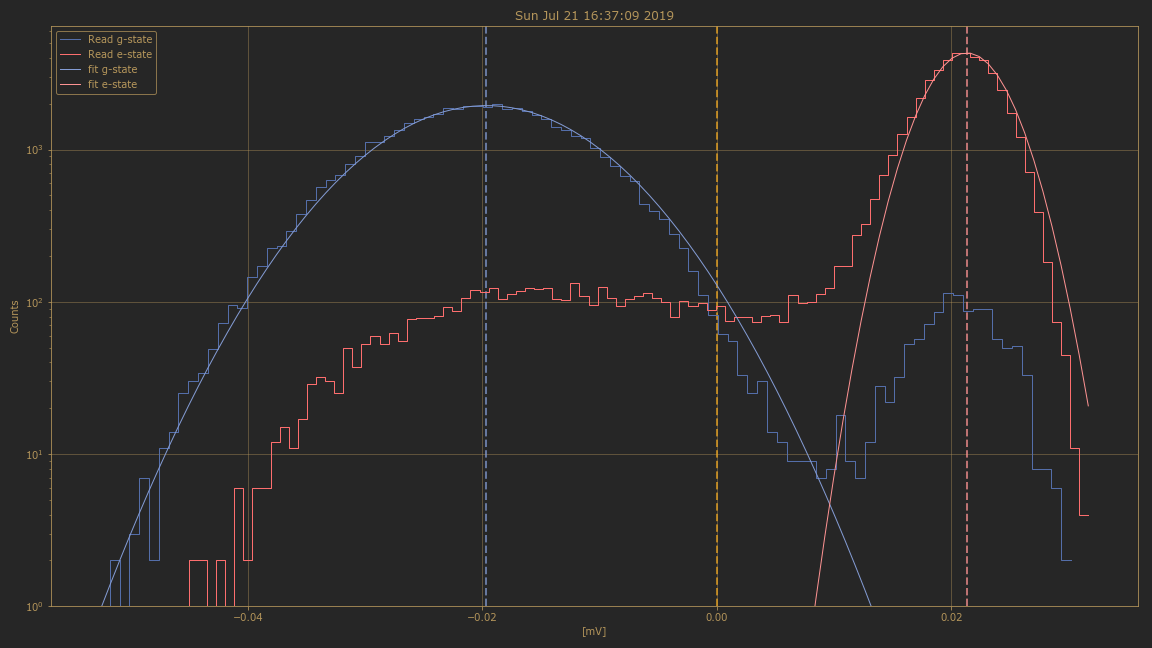 Sun Jul 21 16:37:09 2019
Read g-state
Read e-state
fit g-state
fit e-state
10³
10²
10¹
10⁰
Counts
−0.04
−0.02
0.00
0.02
[mV]